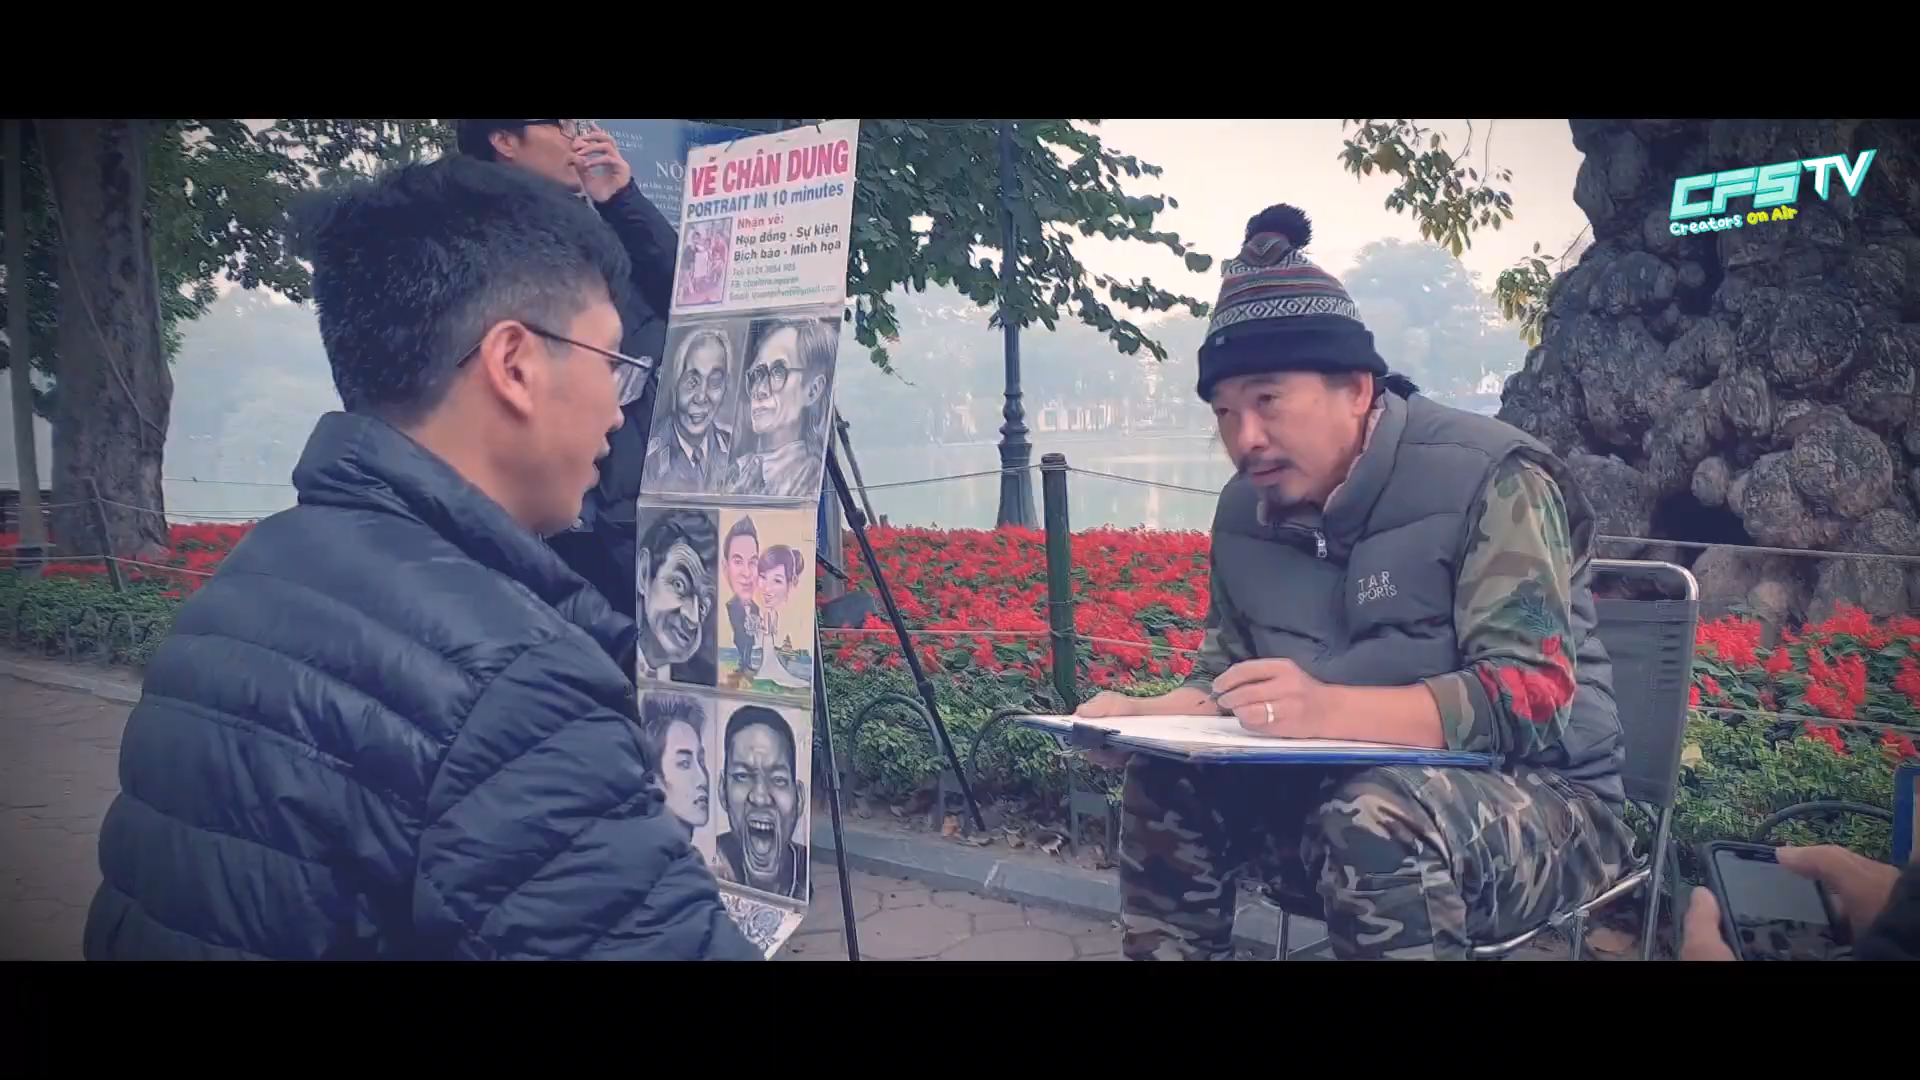 CFS TV
Creators On Air
NỘ
VẼ CHÂN DUNG
PORTRAIT IN 10 minutes
Nhận vẽ:
Hợp đồng - Sự kiện
Bích báo - Minh họa
TAR
SPORTS